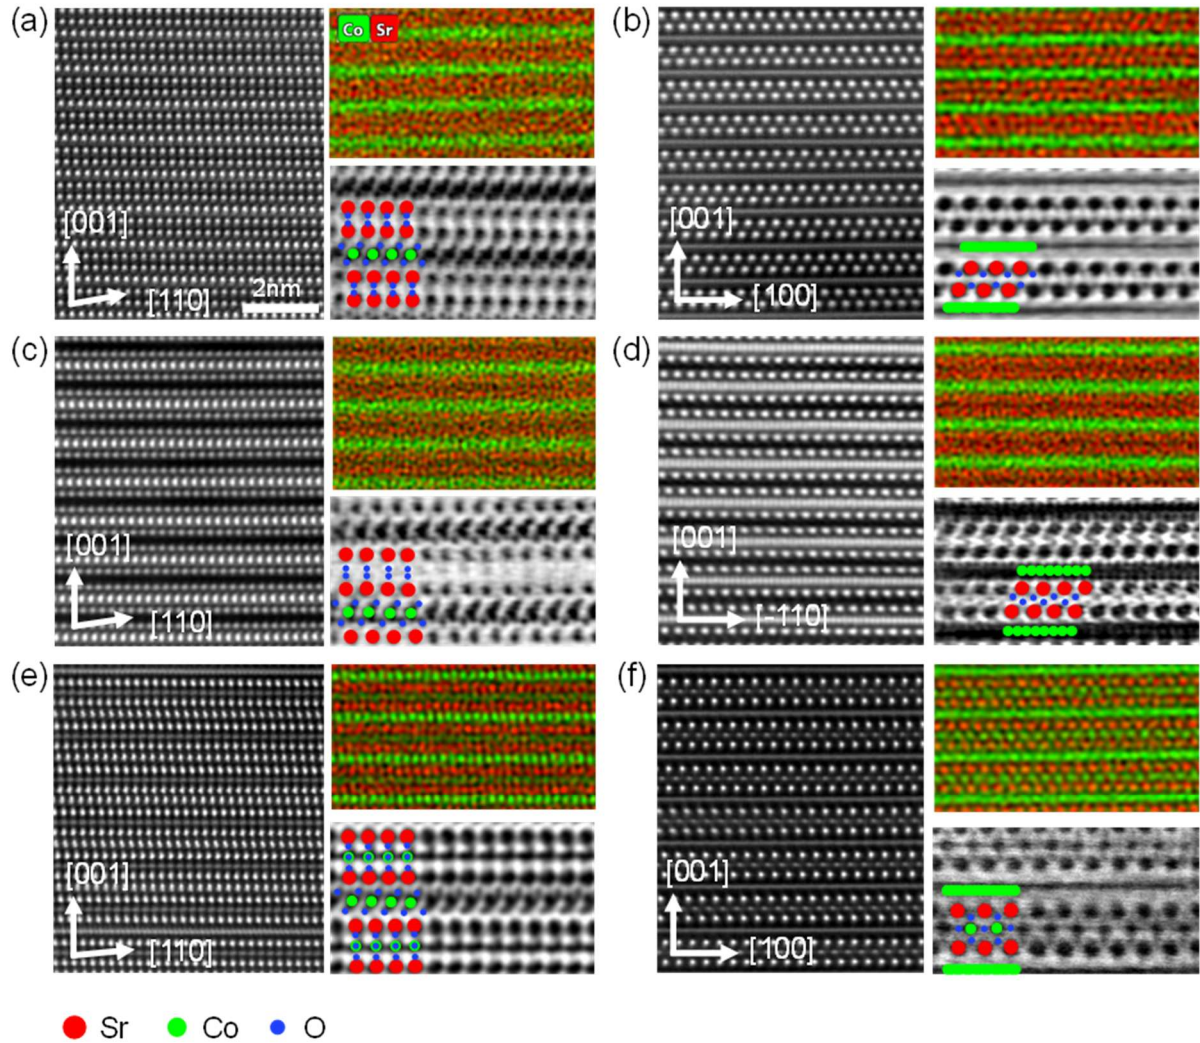 (a)
Co Sr
[001]
[110]
2nm
(b)
[001]
[100]
(c)
[001]
[110]
(d)
[001]
[-110]
(e)
[001]
[110]
(f)
[001]
[100]
Sr Co O